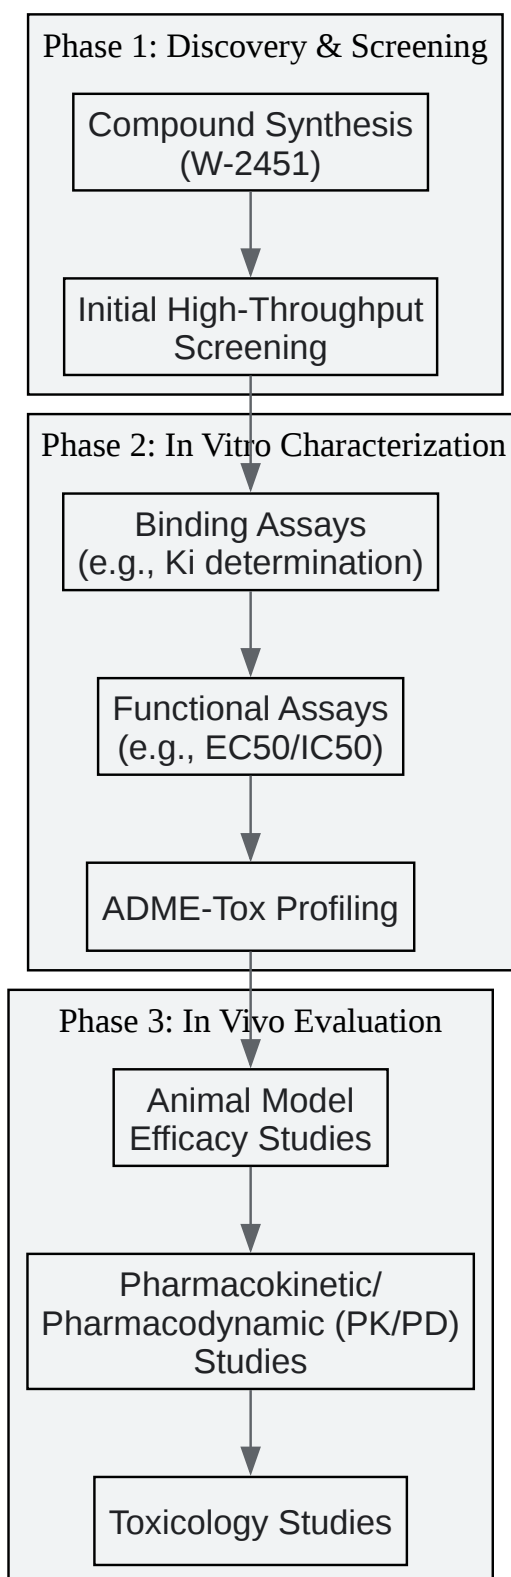 Phase 1: Discovery & Screening
Compound Synthesis
(W-2451)
Initial High-Throughput
Screening
Phase 2: In Vitro Characterization
Binding Assays
(e.g., Ki determination)
Functional Assays
(e.g., EC50/IC50)
ADME-Tox Profiling
Phase 3: In Vivo Evaluation
Animal Model
Efficacy Studies
Pharmacokinetic/
Pharmacodynamic (PK/PD)
Studies
Toxicology Studies